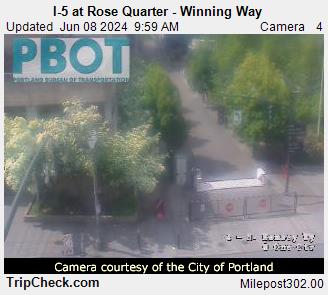 I-5 at Rose Quarter - Winning Way
Updated Jun 08 2024 9:59 AM Camera 4
PBOT
PORTLAND BUREAU OF TRANSPORTATION
Camera courtesy of the City of Portland
TripCheck.com Milepost302.00